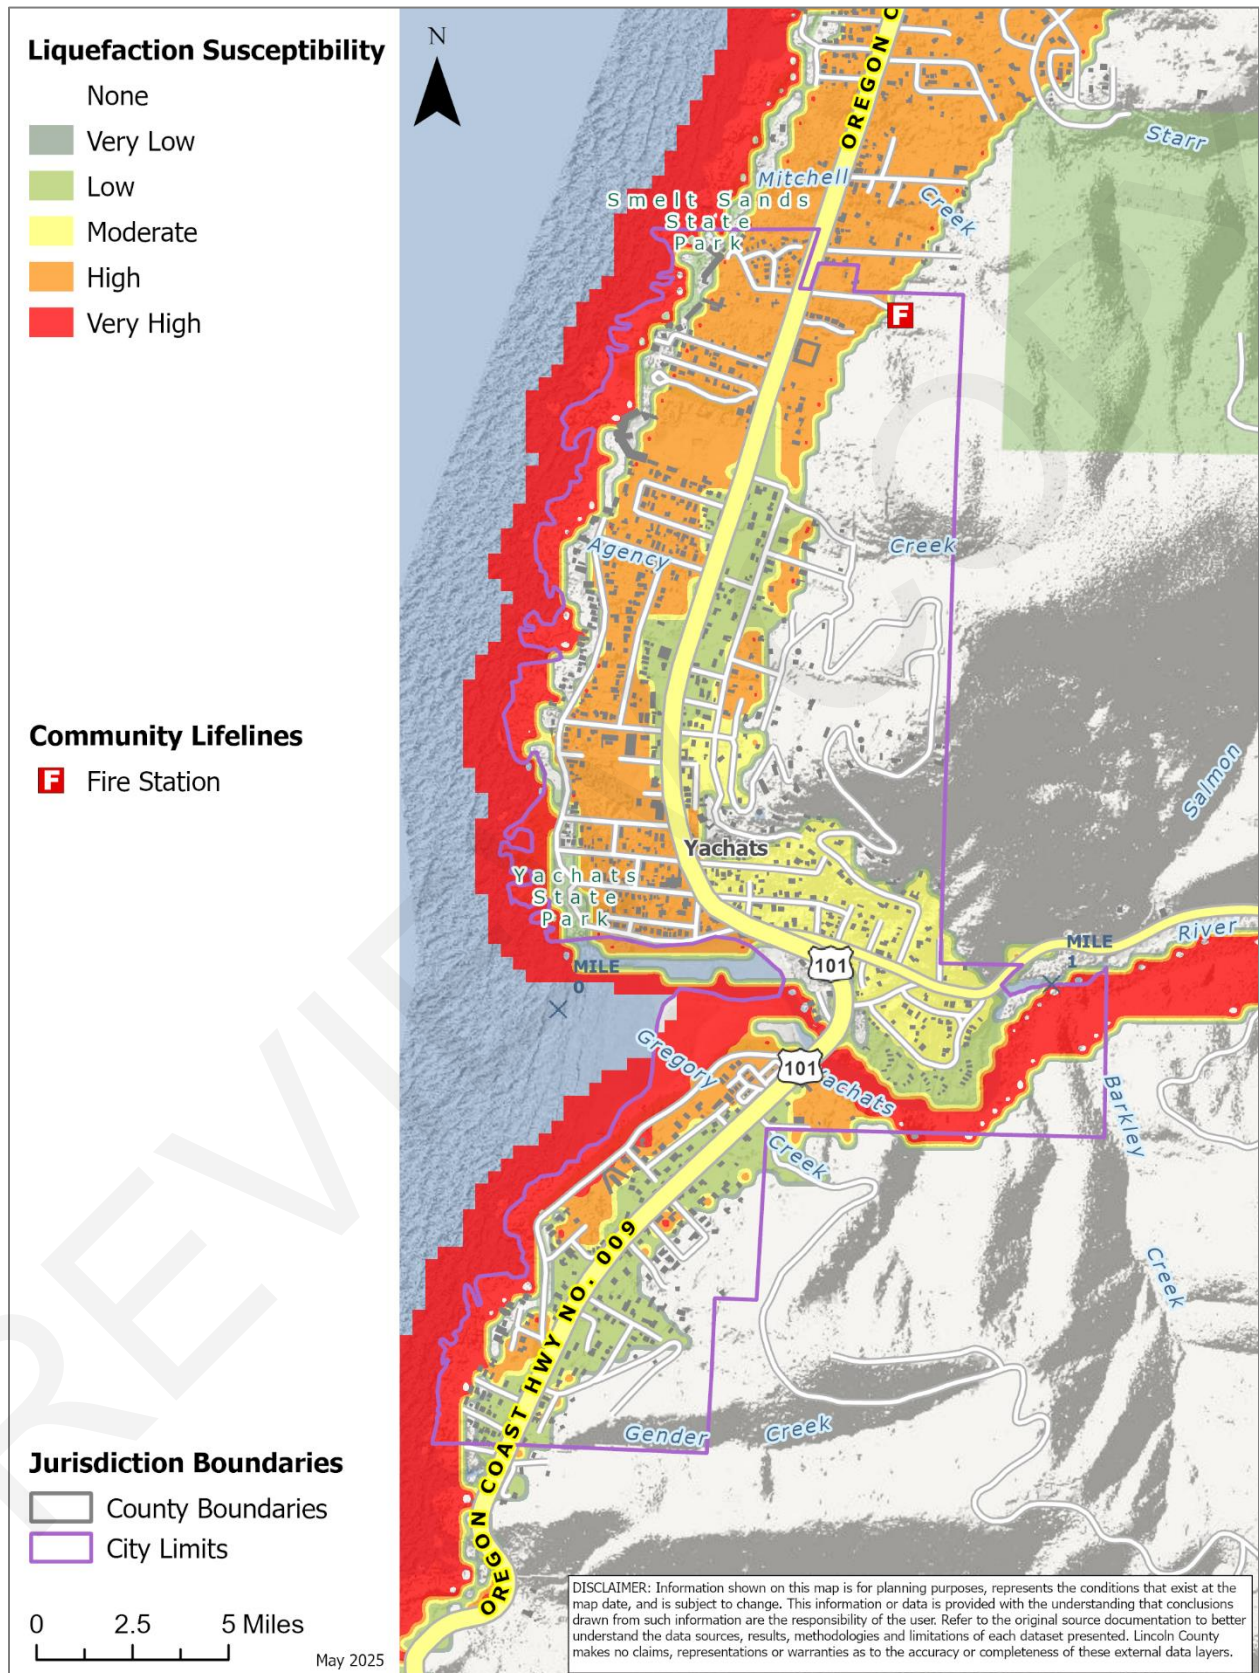 Liquefaction Susceptibility
None
Very Low
Low
Moderate
High
Very High
Community Lifelines
F Fire Station
Jurisdiction Boundaries
County Boundaries
City Limits
0 2.5 5 Miles
May 2025
N
OREGON C
Starr
Mitchell
Creek
Smelt Sands
State
Park
F
Creek
Agency
Salmon
Yachats
Yachats
State
Park
River
MILE
1
MILE
0
101
Gregory
101
Yachats
Barkley
Creek
Creek
OREGON COAST HWY NO. 009
Gender
Creek
DISCLAIMER: Information shown on this map is for planning purposes, represents the conditions that exist at the
map date, and is subject to change. This information or data is provided with the understanding that conclusions
drawn from such information are the responsibility of the user. Refer to the original source documentation to better
understand the data sources, results, methodologies and limitations of each dataset presented. Lincoln County
makes no claims, representations or warranties as to the accuracy or completeness of these external data layers.